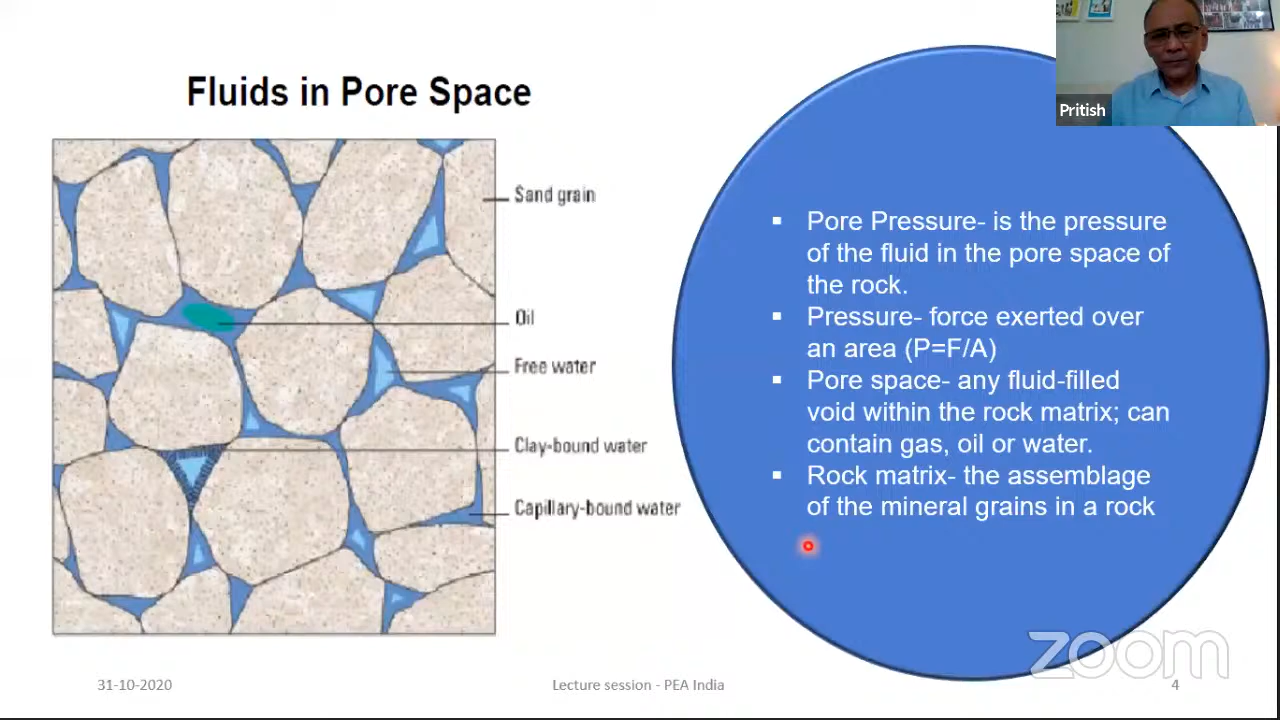 Pritish
Fluids in Pore Space
Sand grain
Oil
Free water
Clay-bound water
Capillary-bound water
▪ Pore Pressure- is the pressure
of the fluid in the pore space of
the rock.
▪ Pressure- force exerted over
an area (P=F/A)
▪ Pore space- any fluid-filled
void within the rock matrix; can
contain gas, oil or water.
▪ Rock matrix- the assemblage
of the mineral grains in a rock
zoom
31-10-2020
Lecture session - PEA India
4